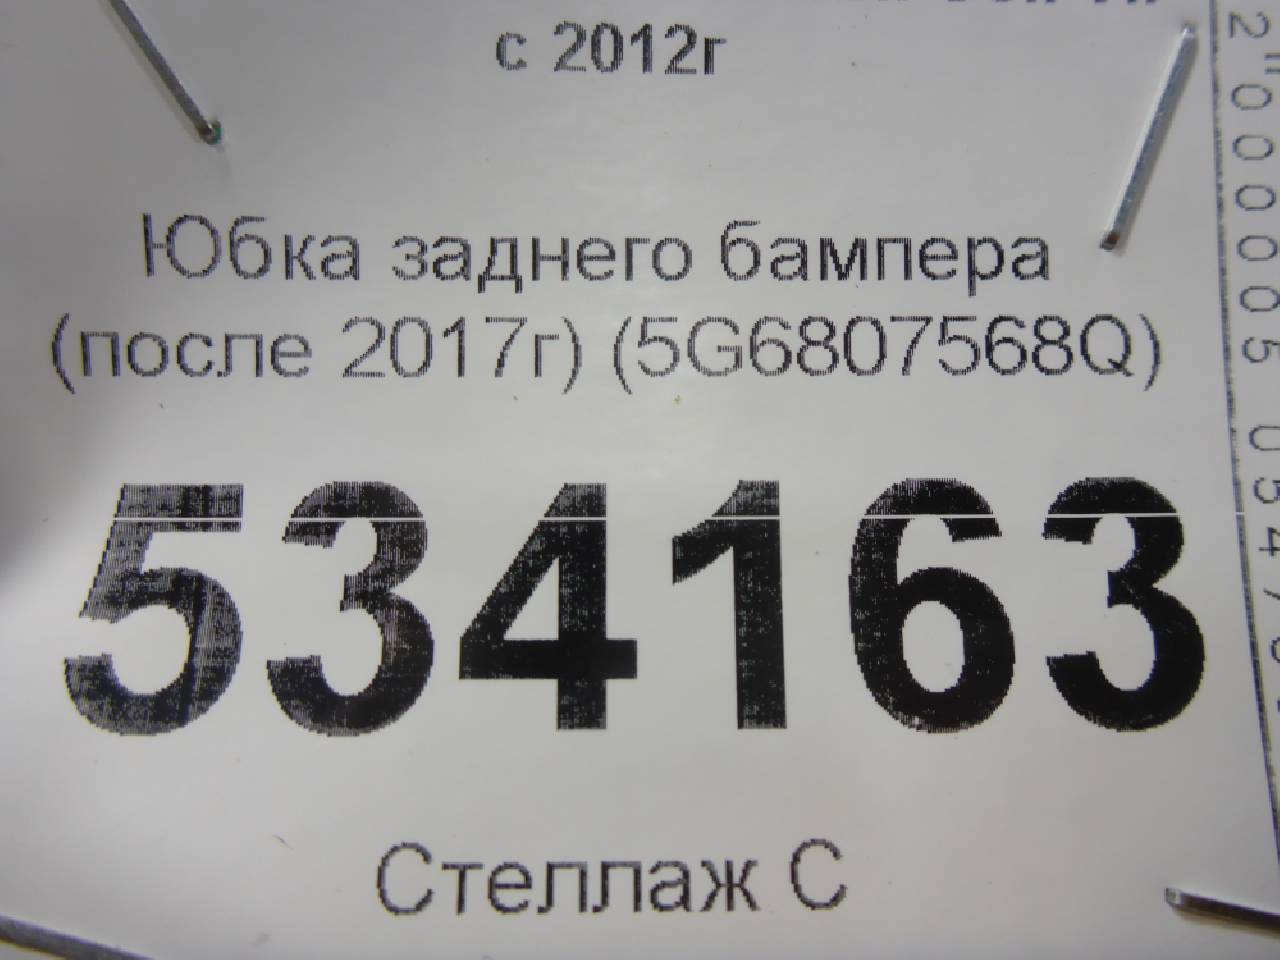 с 2012г
Юбка заднего бампера
(после 2017г) (5G6807568Q)
534163
Стеллаж С